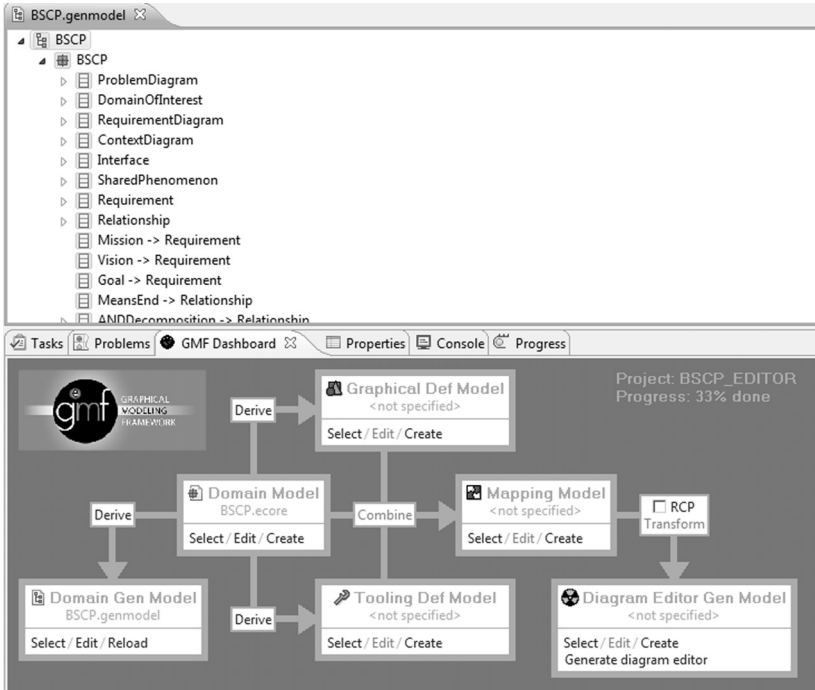 BSCP.genmodel
BSCP
BSCP
ProblemDiagram
DomainOfInterest
RequirementDiagram
ContextDiagram
Interface
SharedPhenomenon
Requirement
Relationship
Mission -> Requirement
Vision -> Requirement
Goal -> Requirement
MeansEnd -> Relationship
ANDDecomposition -> Relationship
Tasks Problems GMF Dashboard Properties Console Progress
Project: BSCP_EDITOR
Progress: 33% done
gmf
GRAPHICAL
MODELING
FRAMEWORK
Derive
Graphical Def Model
<not specified>
Select / Edit / Create
Derive
Domain Model
BSCP.ecore
Select / Edit / Create
Combine
Mapping Model
<not specified>
Select / Edit / Create
RCP
Transform
Domain Gen Model
BSCP.genmodel
Select / Edit / Reload
Derive
Tooling Def Model
<not specified>
Select / Edit / Create
Diagram Editor Gen Model
<not specified>
Select / Edit / Create
Generate diagram editor